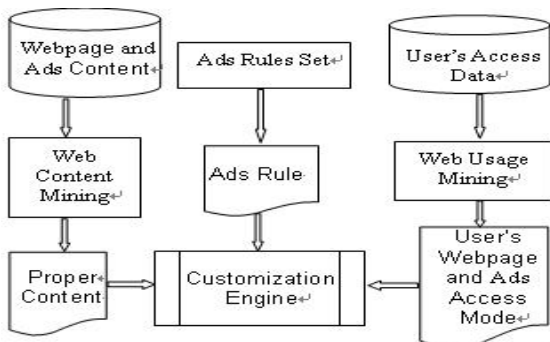 Webpage and
Ads Content↵
Ads Rules Set↵
User's Access
Data↵
Web
Content
Mining↵
Ads Rule
Web Usage
Mining↵
Proper
Content
Customization
Engine↵
User's
Webpage
and Ads
Access
Mode↵